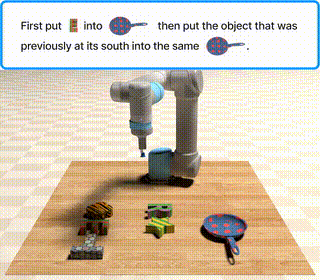 First put into then put the object that was
previously at its south into the same .